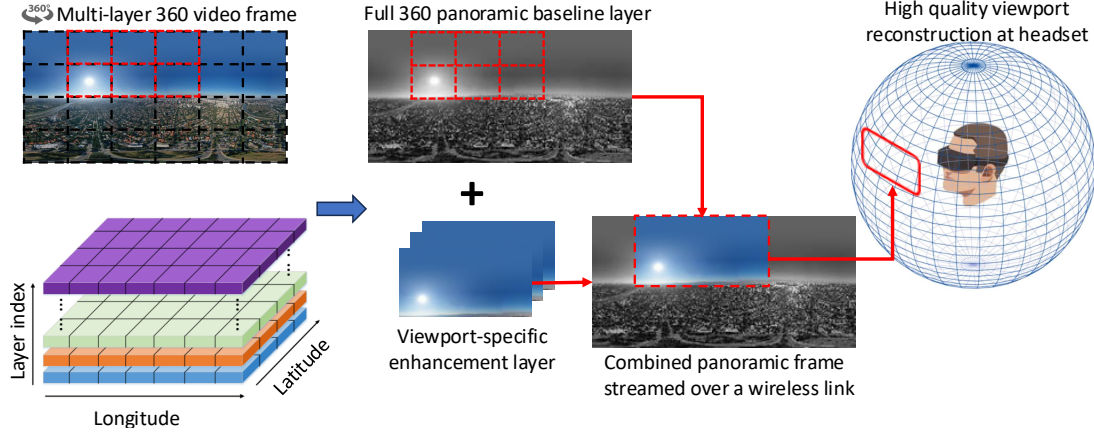 360°
Multi-layer 360 video frame
Full 360 panoramic baseline layer
High quality viewport
reconstruction at headset
+
Layer index
Latitude
Longitude
Viewport-specific
enhancement layer
Combined panoramic frame
streamed over a wireless link